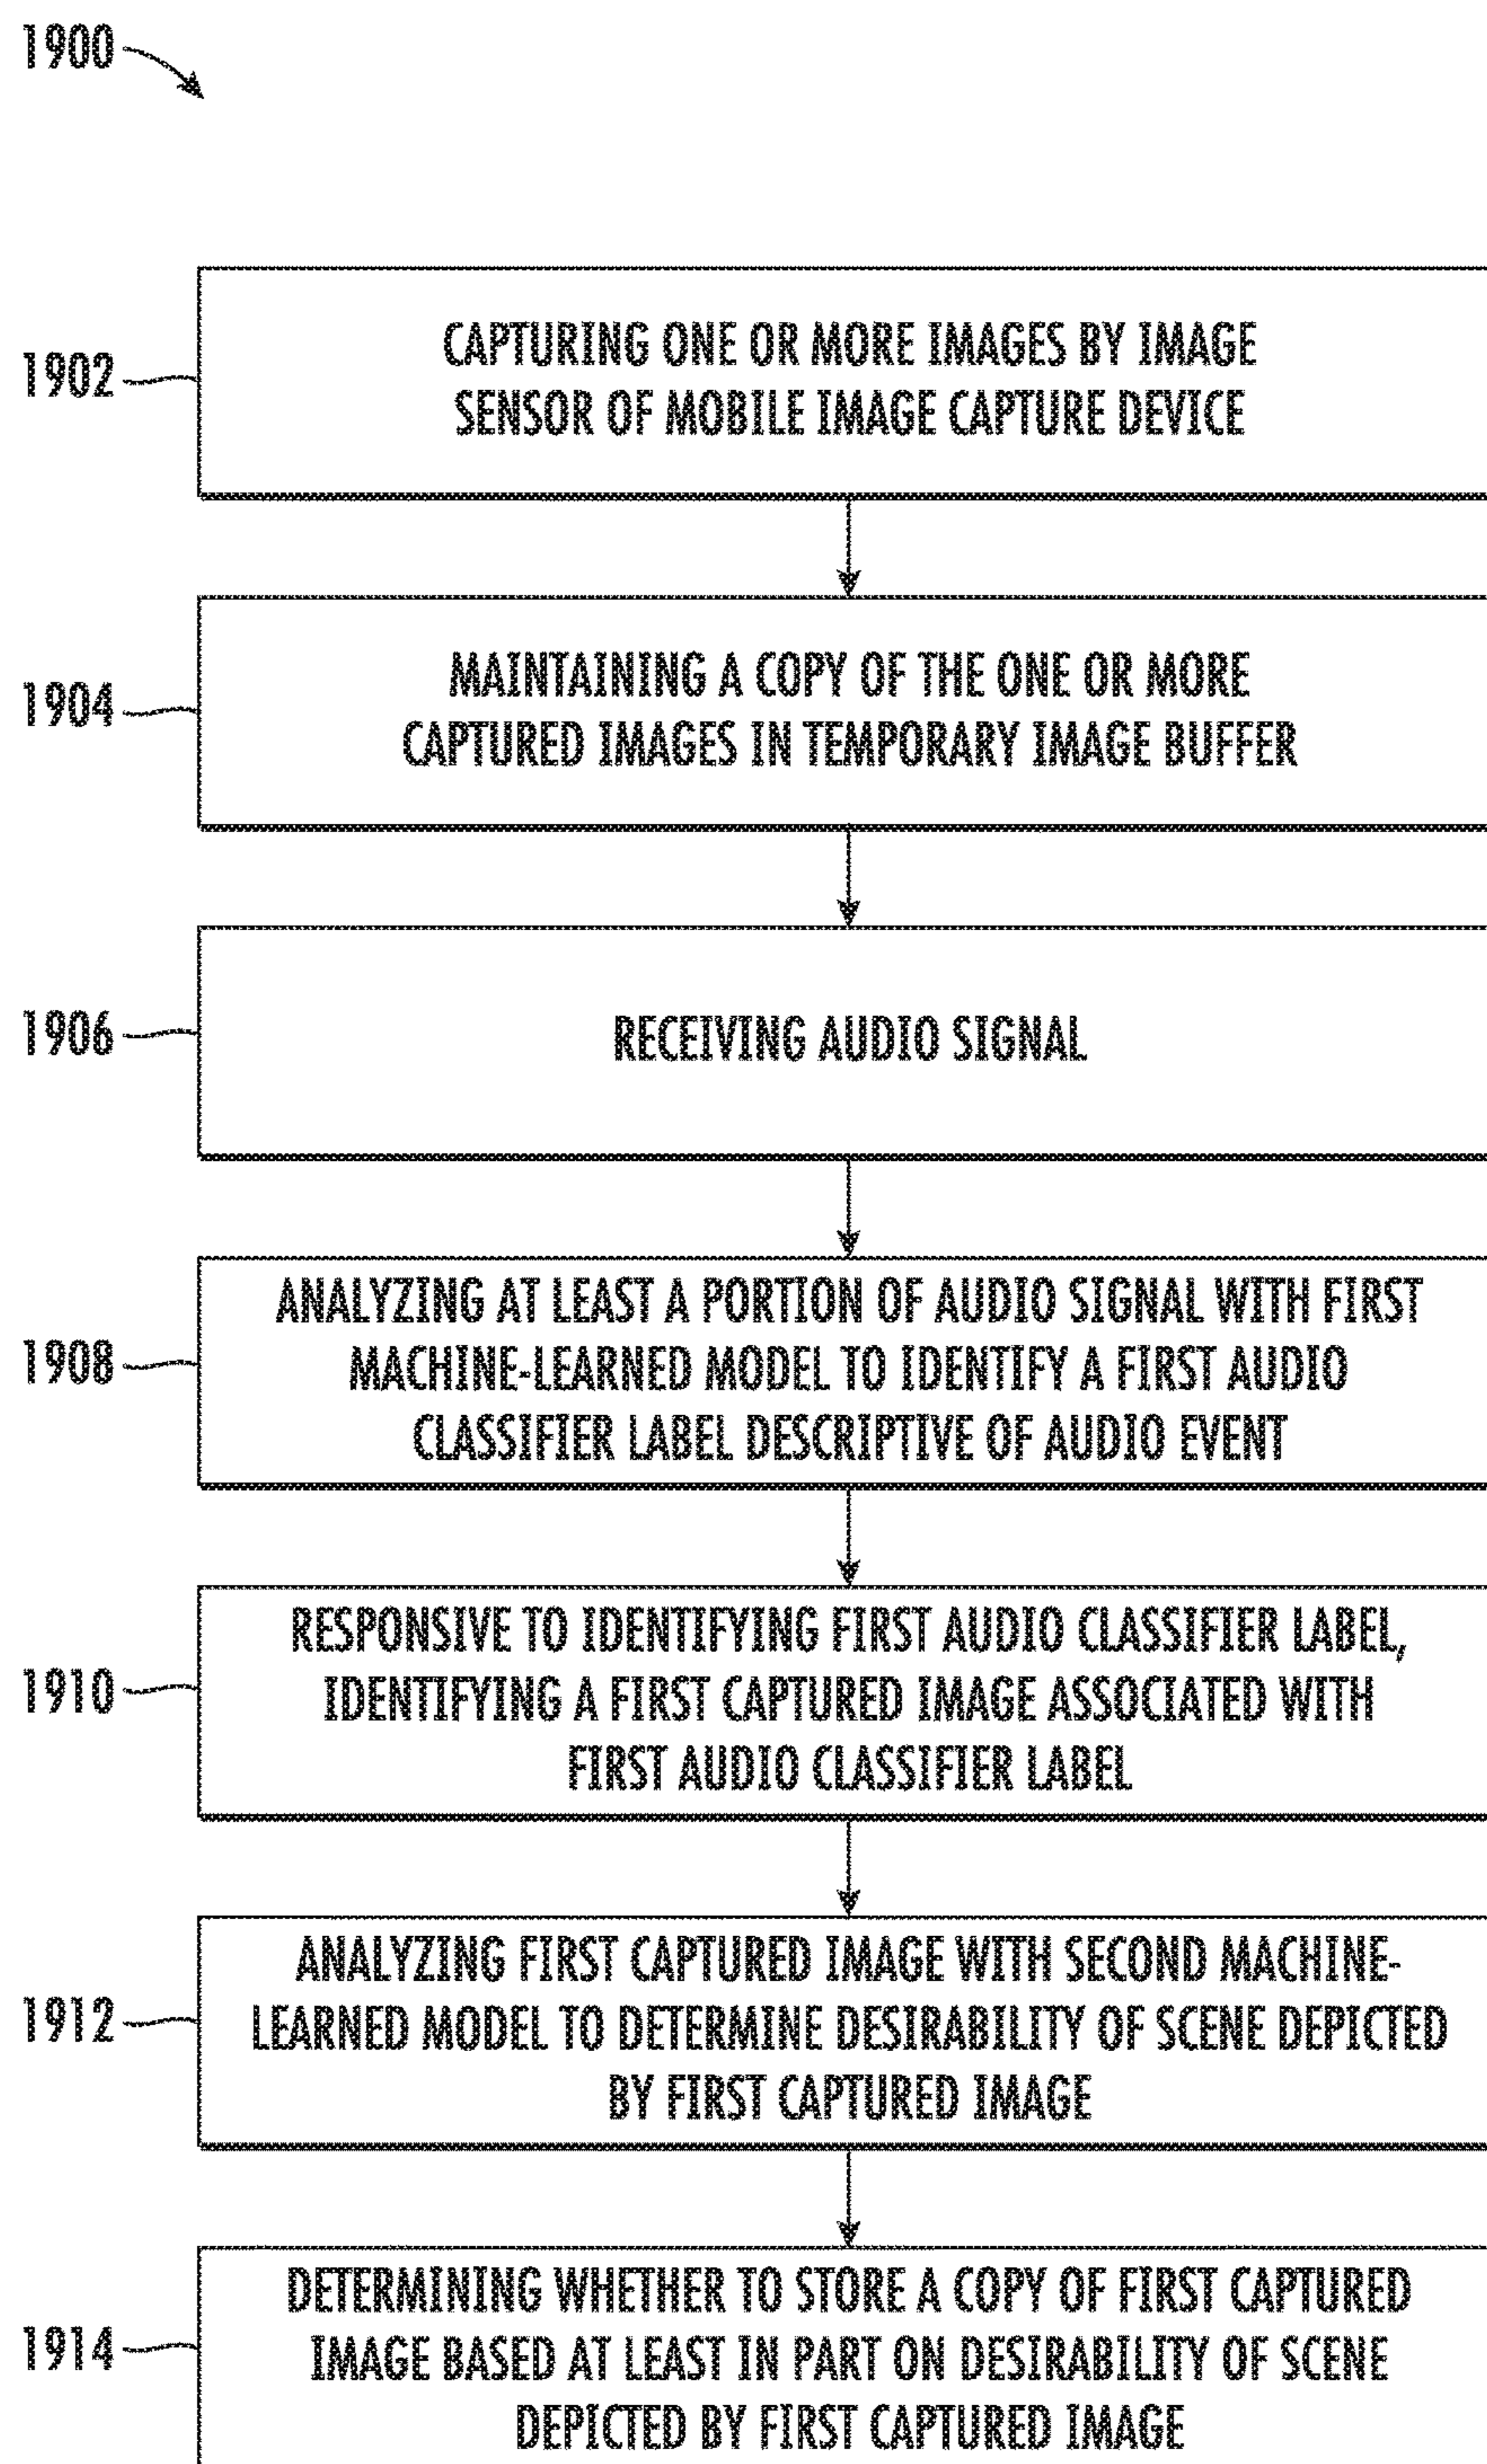 1900
1902
CAPTURING ONE OR MORE IMAGES BY IMAGE
SENSOR OF MOBILE IMAGE CAPTURE DEVICE
1904
MAINTAINING A COPY OF THE ONE OR MORE
CAPTURED IMAGES IN TEMPORARY IMAGE BUFFER
1906
RECEIVING AUDIO SIGNAL
1908
ANALYZING AT LEAST A PORTION OF AUDIO SIGNAL WITH FIRST
MACHINE-LEARNED MODEL TO IDENTIFY A FIRST AUDIO
CLASSIFIER LABEL DESCRIPTIVE OF AUDIO EVENT
1910
RESPONSIVE TO IDENTIFYING FIRST AUDIO CLASSIFIER LABEL,
IDENTIFYING A FIRST CAPTURED IMAGE ASSOCIATED WITH
FIRST AUDIO CLASSIFIER LABEL
1912
ANALYZING FIRST CAPTURED IMAGE WITH SECOND MACHINE-
LEARNED MODEL TO DETERMINE DESIRABILITY OF SCENE DEPICTED
BY FIRST CAPTURED IMAGE
1914
DETERMINING WHETHER TO STORE A COPY OF FIRST CAPTURED
IMAGE BASED AT LEAST IN PART ON DESIRABILITY OF SCENE
DEPICTED BY FIRST CAPTURED IMAGE